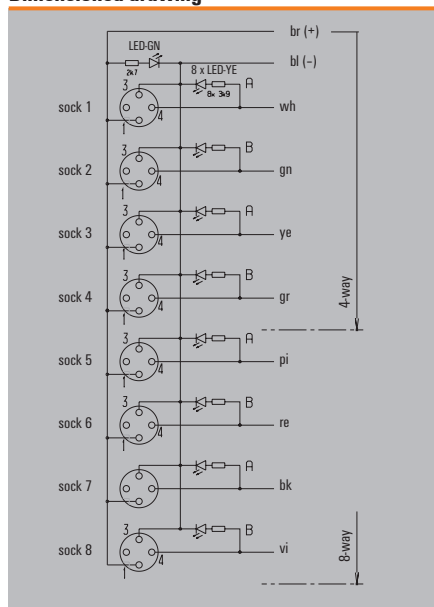 Dimensioned drawing
br (+)
LED-GN
bl (–)
2k7
8 x LED-YE
A
3
8x 3k9
sock 1
wh
1
4
B
3
sock 2
gn
1
4
A
3
sock 3
ye
1
4
B
3
sock 4
gr
1
4
4-way
A
3
sock 5
pi
1
4
B
3
sock 6
re
1
4
A
sock 7
bk
B
3
sock 8
vi
1
4
8-way